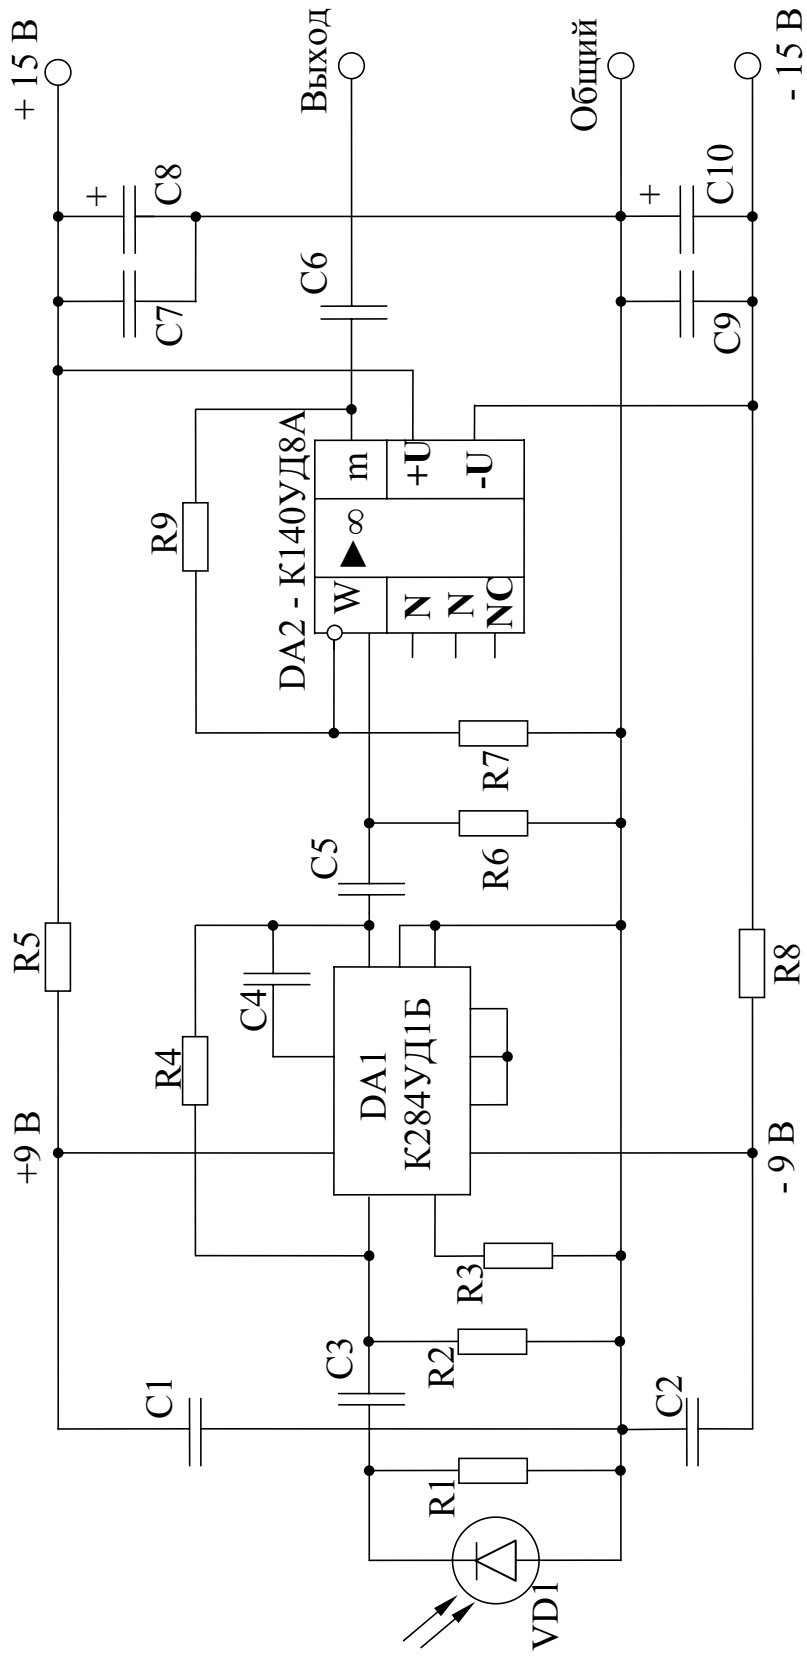 + 15 В
Выход
Общий
- 15 В
+
C8
+
C10
C7
C6
C9
R9
DA2 - К140УД8А
m
+U
-U
∞
W
N
N
NC
R7
R6
C5
R5
R8
C4
R4
DA1
К284УД1Б
+9 В
- 9 В
R3
R2
C3
C1
C2
R1
VD1